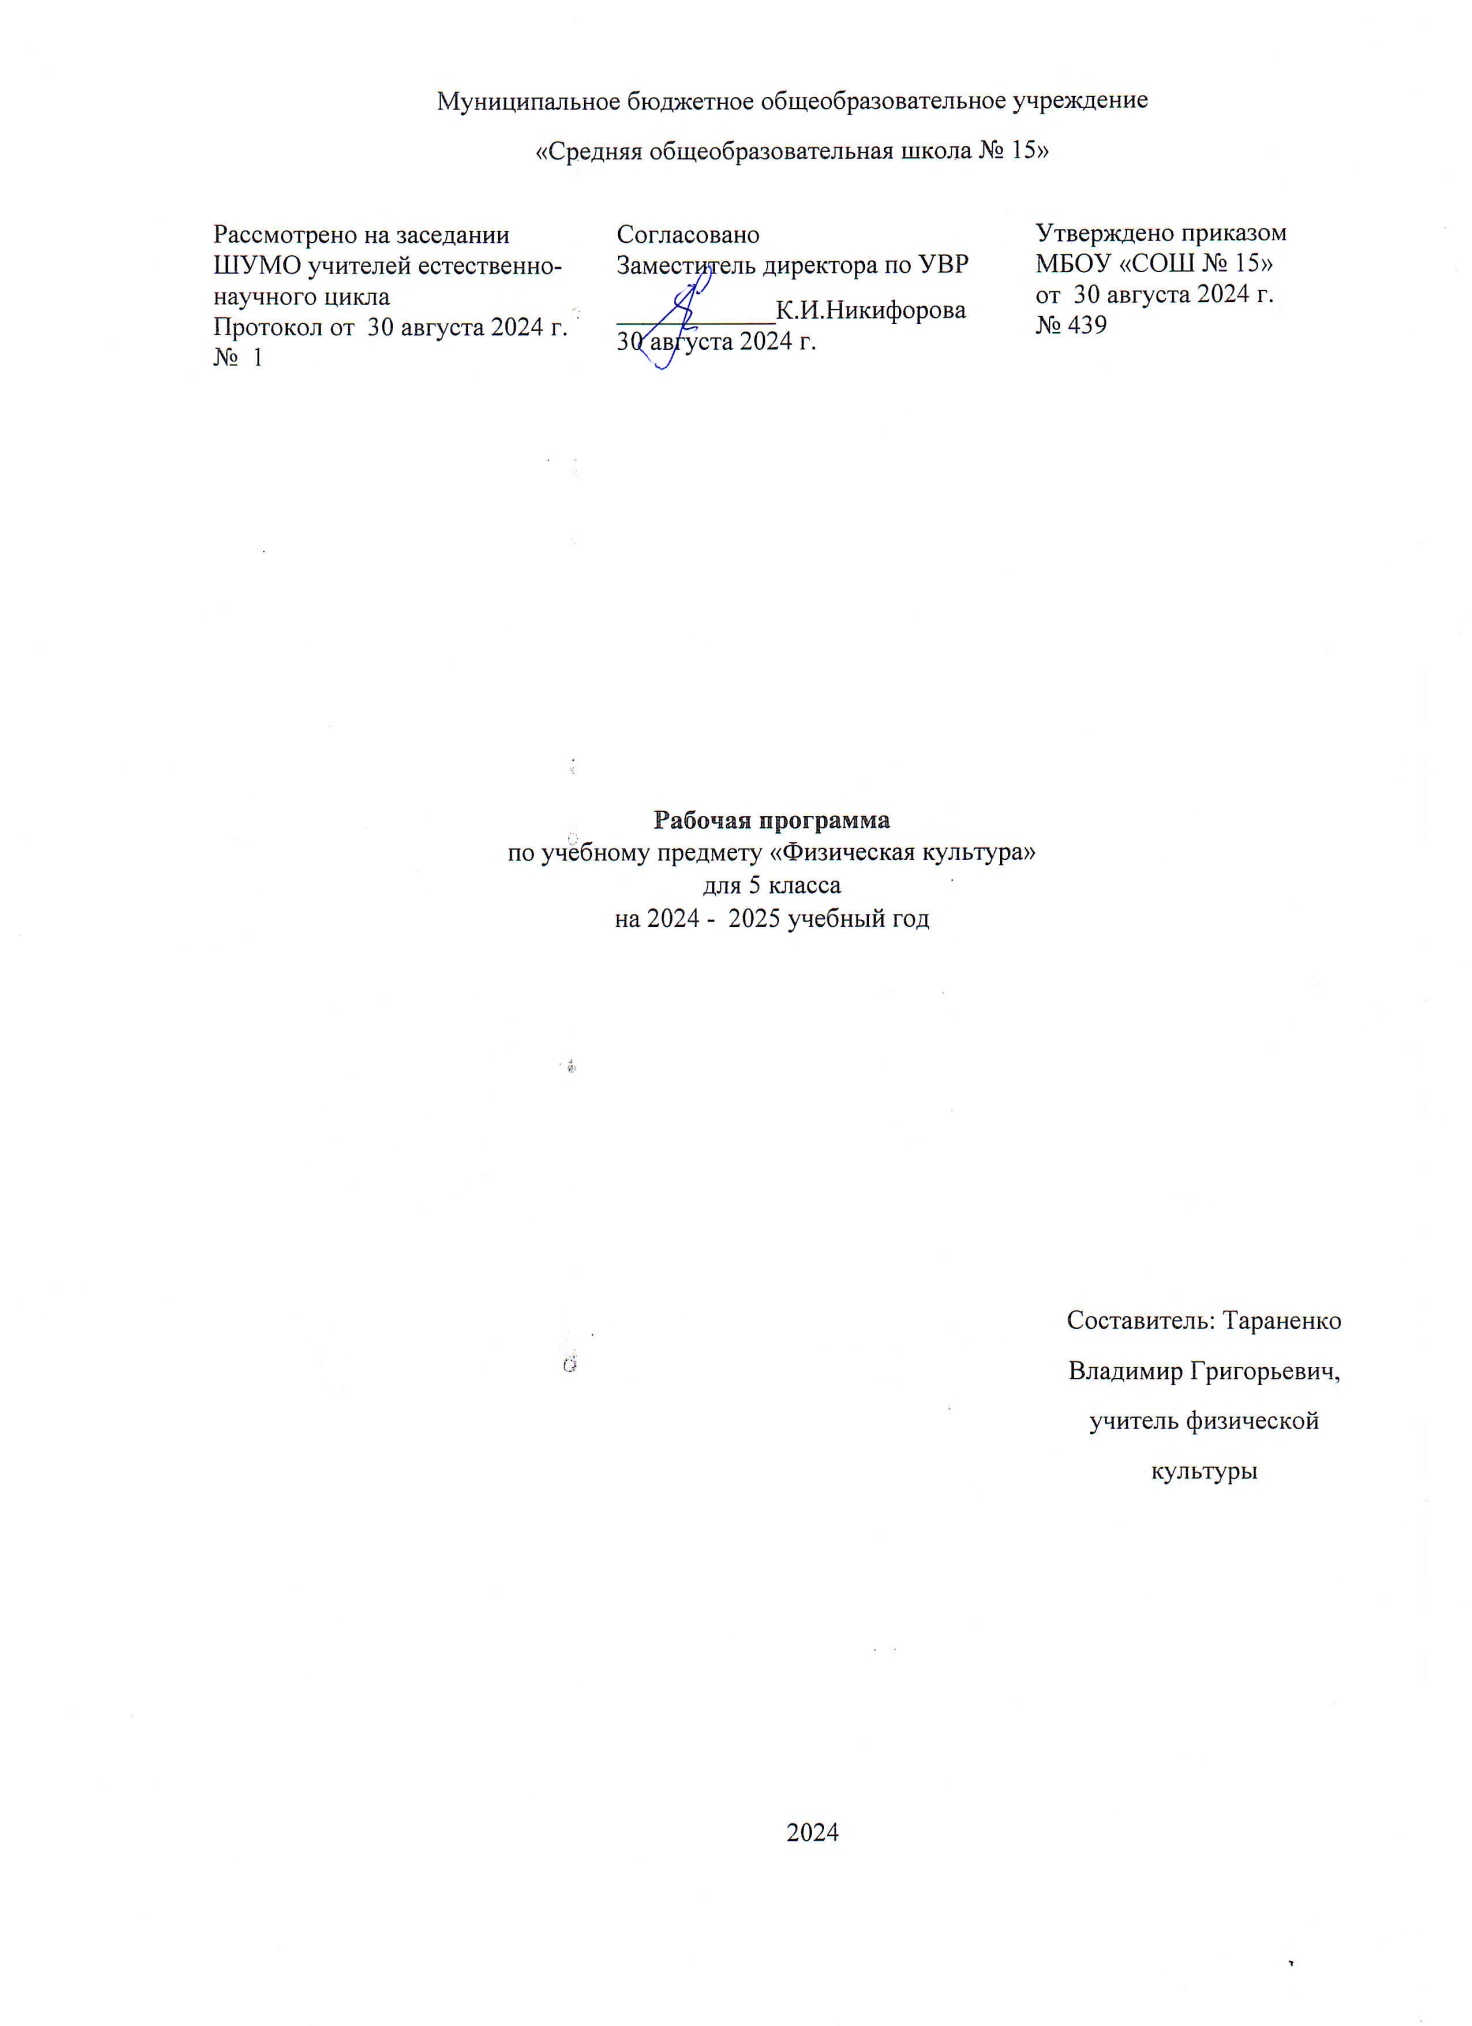 Муниципальное бюджетное общеобразовательное учреждение
«Средняя общеобразовательная школа № 15»
Рассмотрено на заседании
ШУМО учителей естественно-
научного цикла
Протокол от 30 августа 2024 г.
№ 1
Согласовано
Заместитель директора по УВР
____________К.И.Никифорова
30 августа 2024 г.
Утверждено приказом
МБОУ «СОШ № 15»
от 30 августа 2024 г.
№ 439
Рабочая программа
по учебному предмету «Физическая культура»
для 5 класса
на 2024 - 2025 учебный год
Составитель: Тараненко
Владимир Григорьевич,
учитель физической
культуры
2024